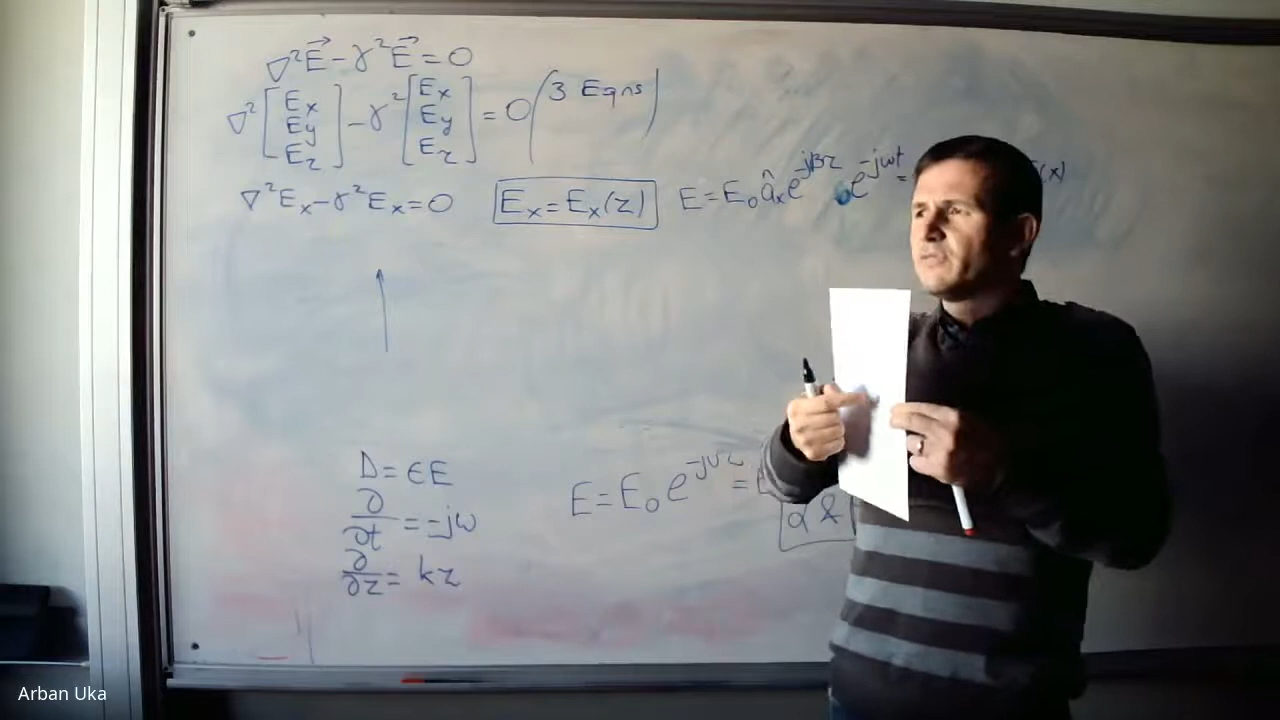 ∇²E⃗ - γ²E⃗ = 0
∇²[Ex Ey Ez] - γ²[Ex Ey Ez] = 0 (3 Eqns)
∇²Ex - γ²Ex = 0 Ex = Ex(z) E = E₀ âx e^jβz e^-jωt = (x)
D = ϵE
∂/∂t = -jω
∂/∂z = kz
E = E₀ e =
α &
Arban Uka